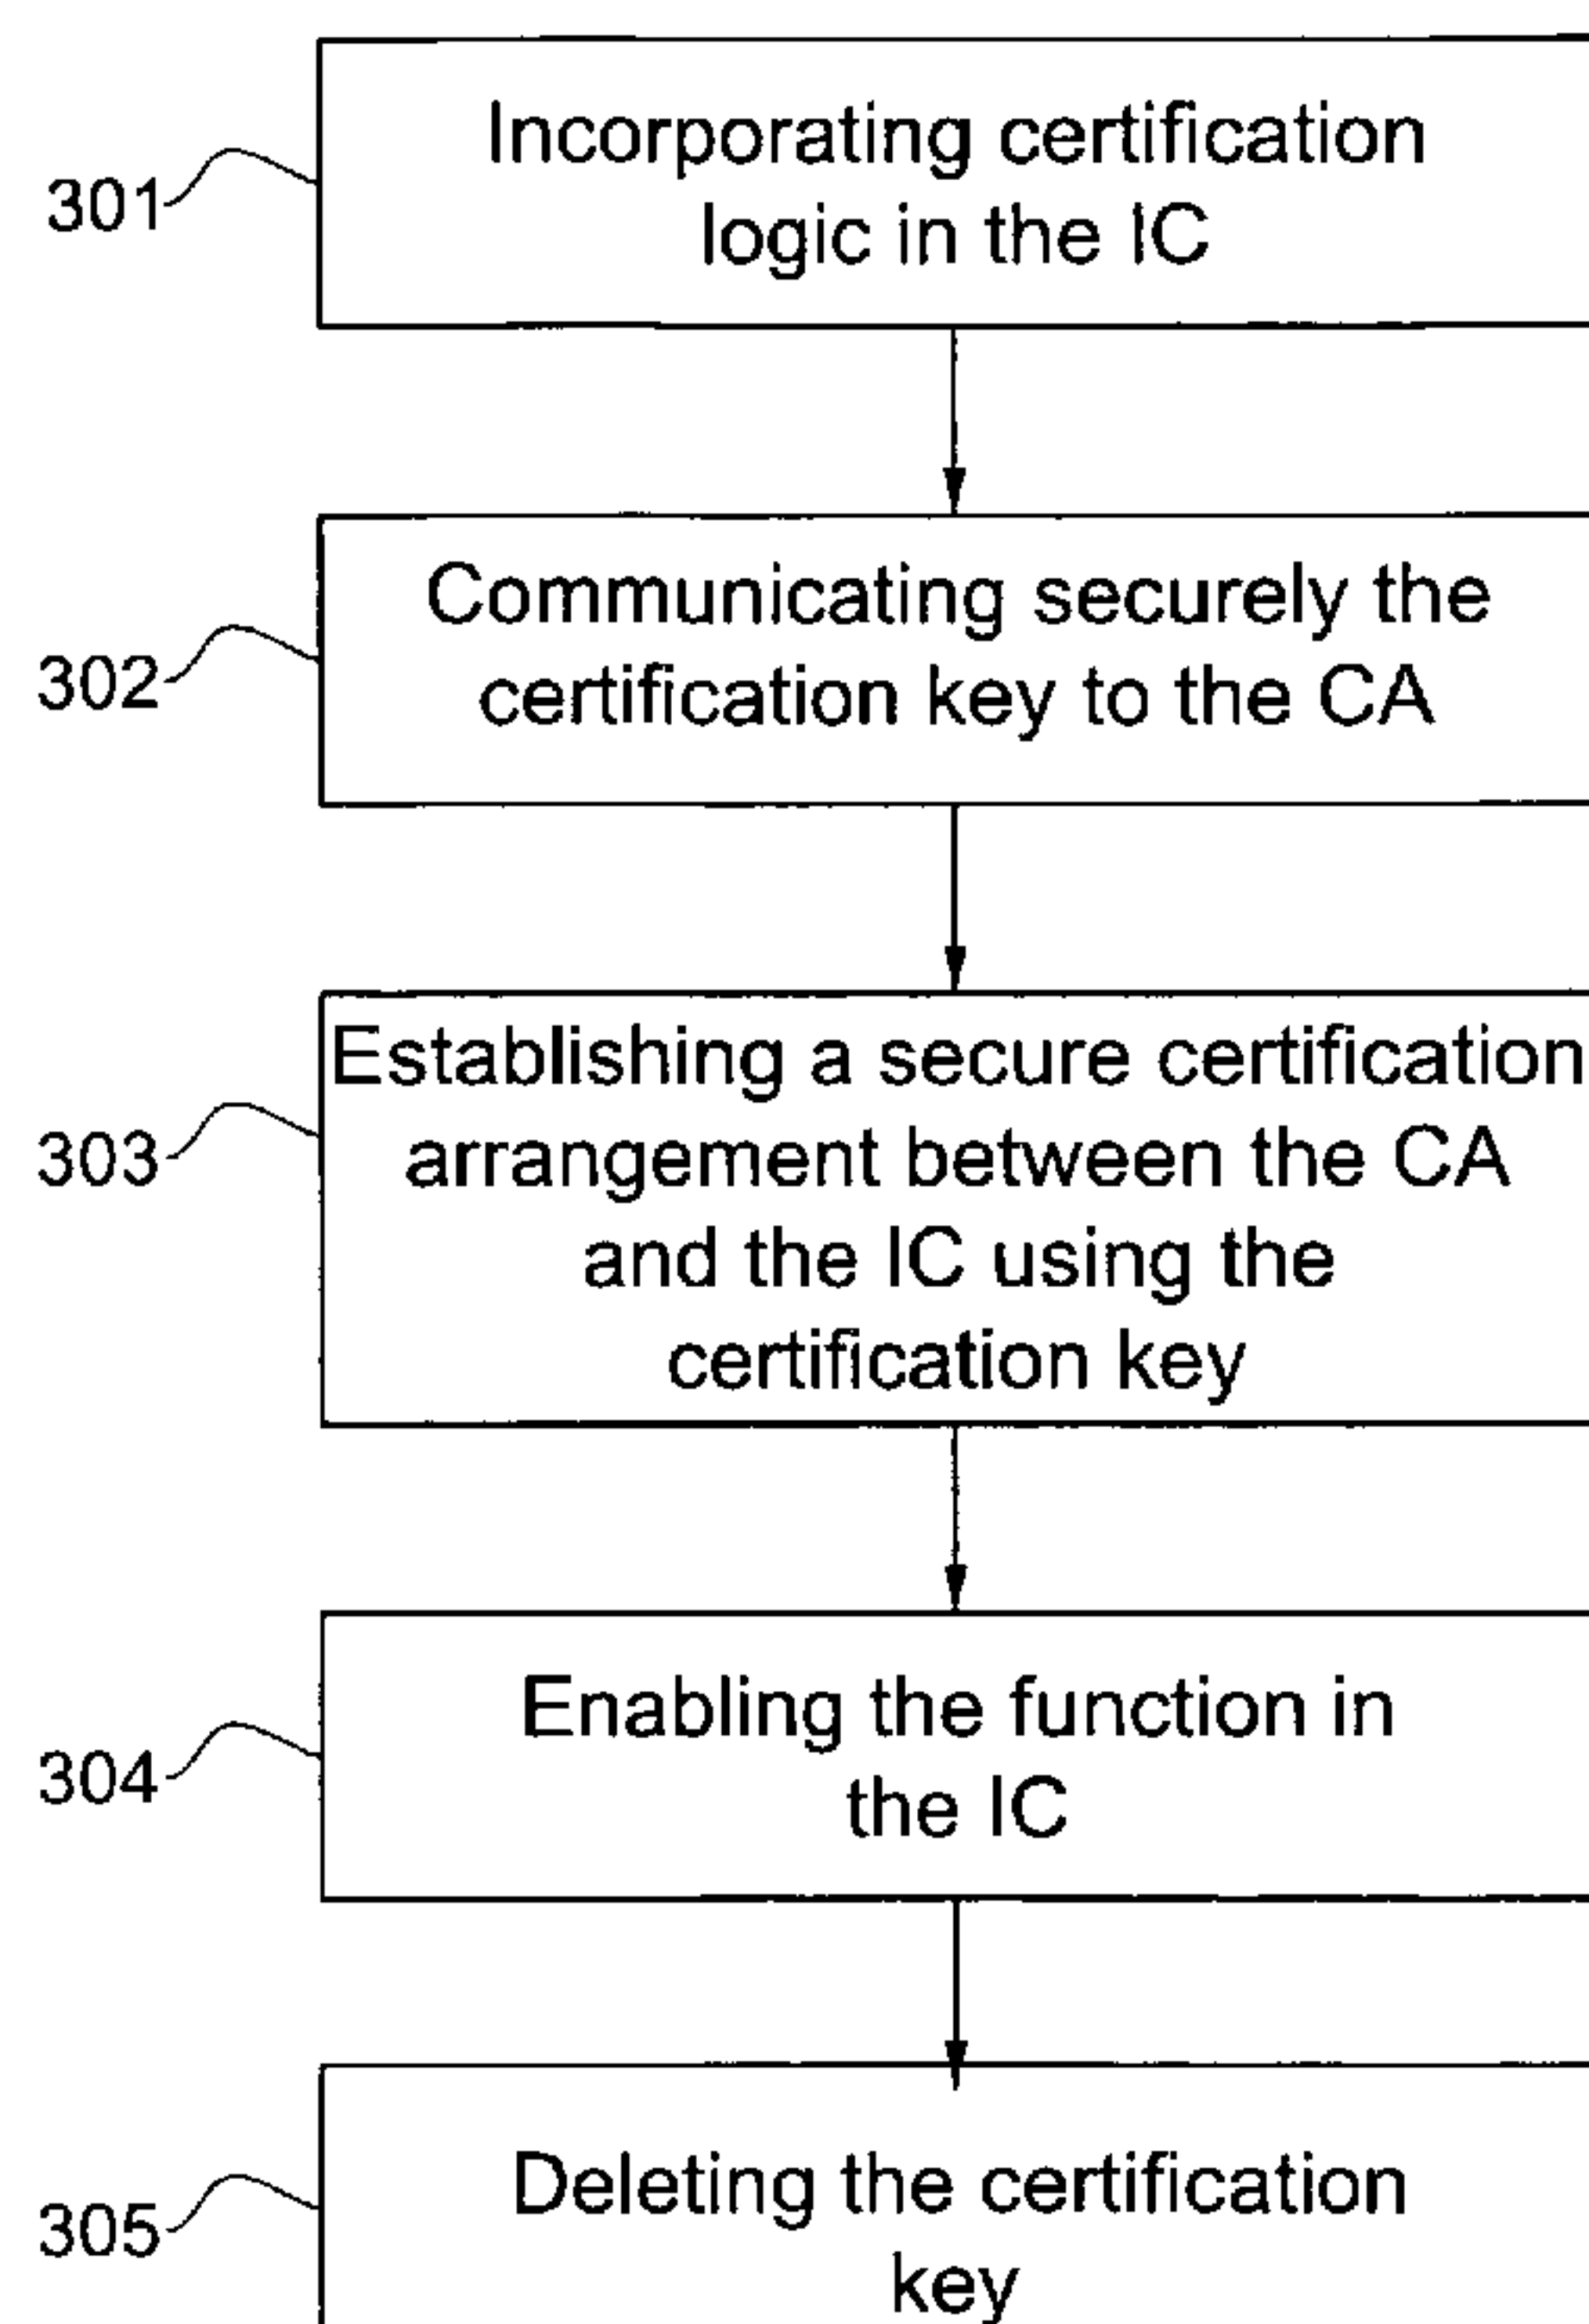 Incorporating certification
logic in the IC
301
Communicating securely the
certification key to the CA
302
Establishing a secure certification
arrangement between the CA
and the IC using the
certification key
303
Enabling the function in
the IC
304
Deleting the certification
key
305